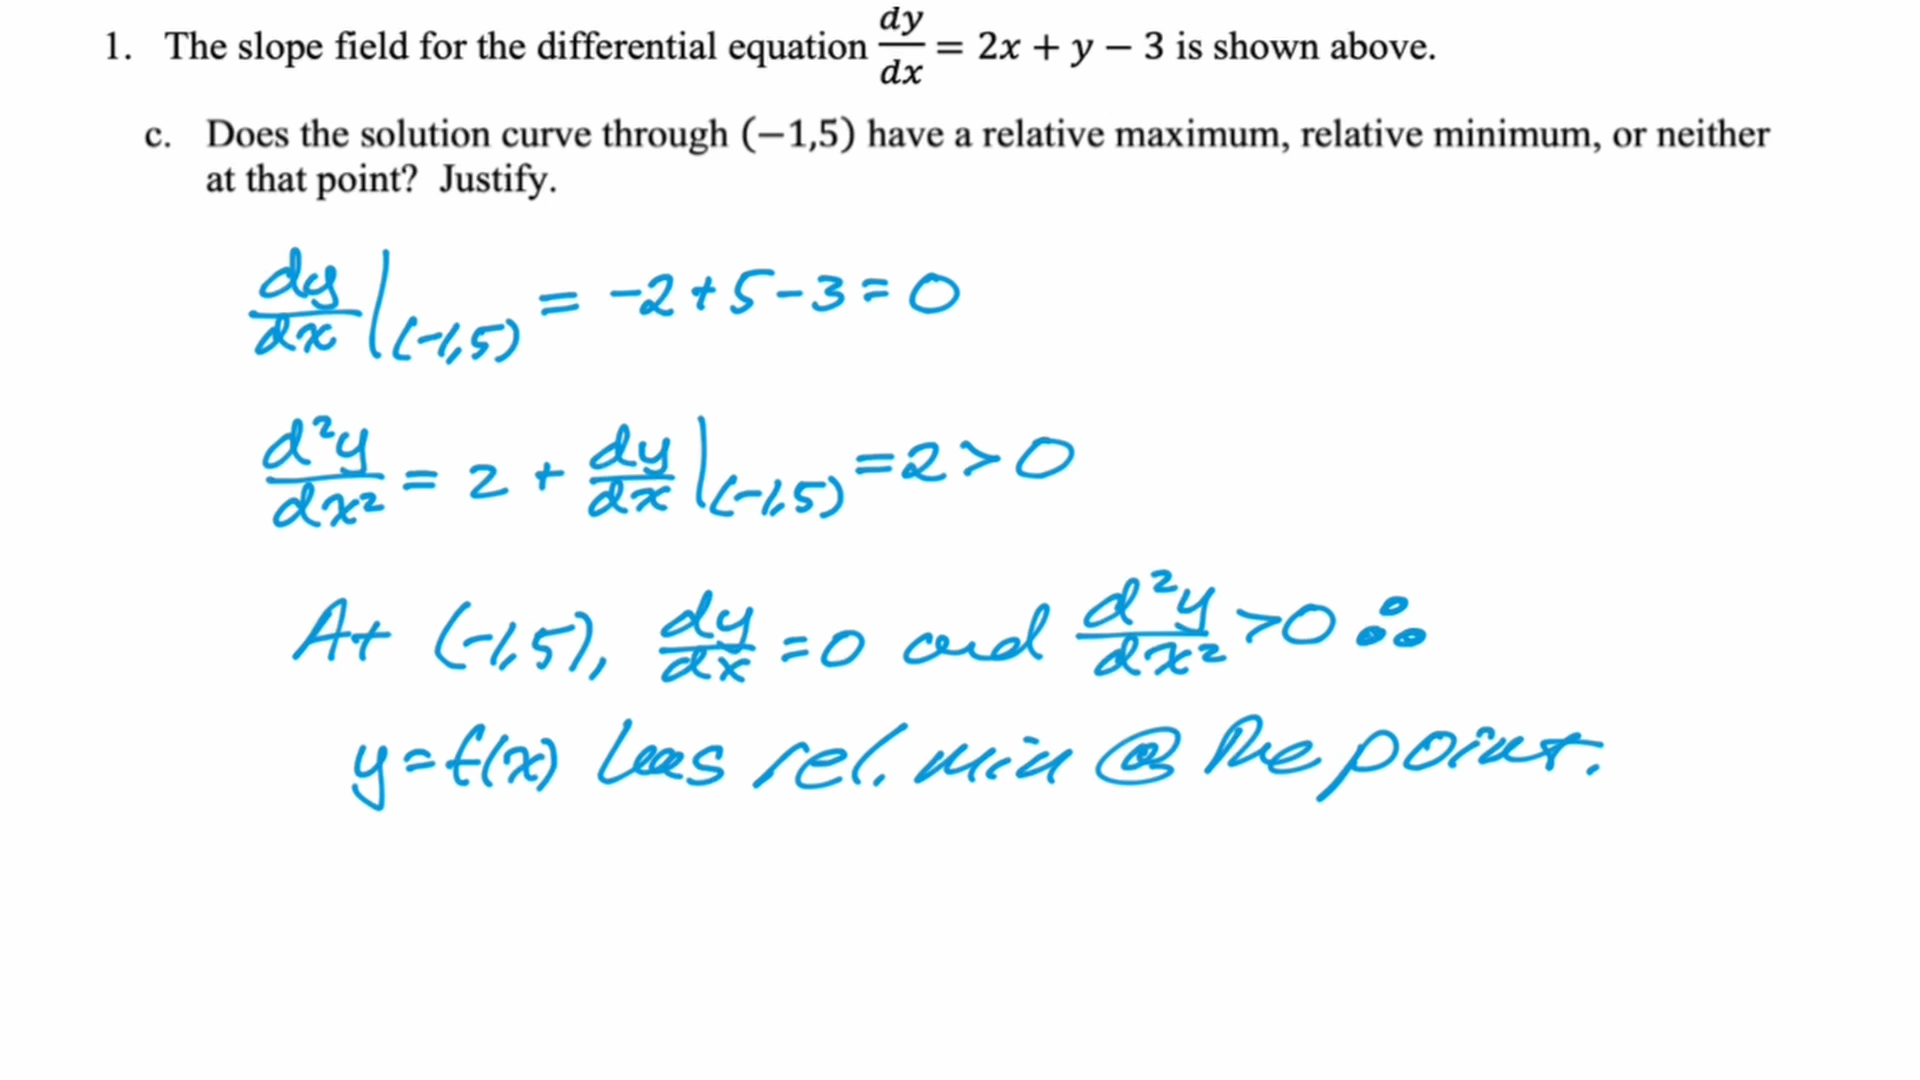 1. The slope field for the differential equation dy/dx = 2x + y − 3 is shown above.
c. Does the solution curve through (−1,5) have a relative maximum, relative minimum, or neither
at that point? Justify.
dy/dx |(-1,5) = -2+5-3=0
d²y/dx² = 2 + dy/dx |(-1,5) =2>0
At (-1,5), dy/dx =0 and d²y/dx² >0 ∴
y=f(x) has rel. min @ the point.